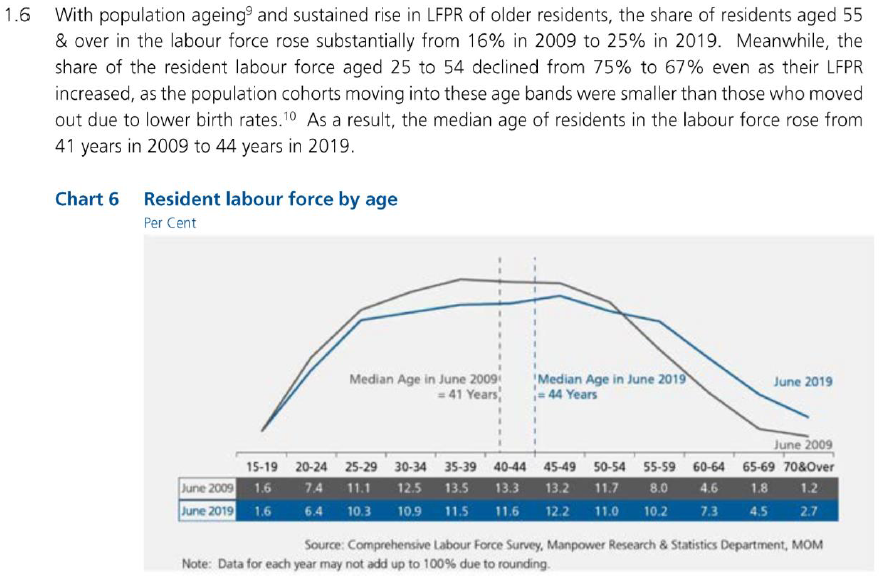 1.6 With population ageing⁹ and sustained rise in LFPR of older residents, the share of residents aged 55
& over in the labour force rose substantially from 16% in 2009 to 25% in 2019. Meanwhile, the
share of the resident labour force aged 25 to 54 declined from 75% to 67% even as their LFPR
increased, as the population cohorts moving into these age bands were smaller than those who moved
out due to lower birth rates.¹⁰ As a result, the median age of residents in the labour force rose from
41 years in 2009 to 44 years in 2019.
Chart 6 Resident labour force by age
Per Cent
Median Age in June 2009
= 41 Years
Median Age in June 2019
= 44 Years
June 2019
June 2009
15-19 20-24 25-29 30-34 35-39 40-44 45-49 50-54 55-59 60-64 65-69 70&Over
June 2009 1.6 7.4 11.1 12.5 13.5 13.3 13.2 11.7 8.0 4.6 1.8 1.2
June 2019 1.6 6.4 10.3 10.9 11.5 11.6 12.2 11.0 10.2 7.3 4.5 2.7
Source: Comprehensive Labour Force Survey, Manpower Research & Statistics Department, MOM
Note: Data for each year may not add up to 100% due to rounding.